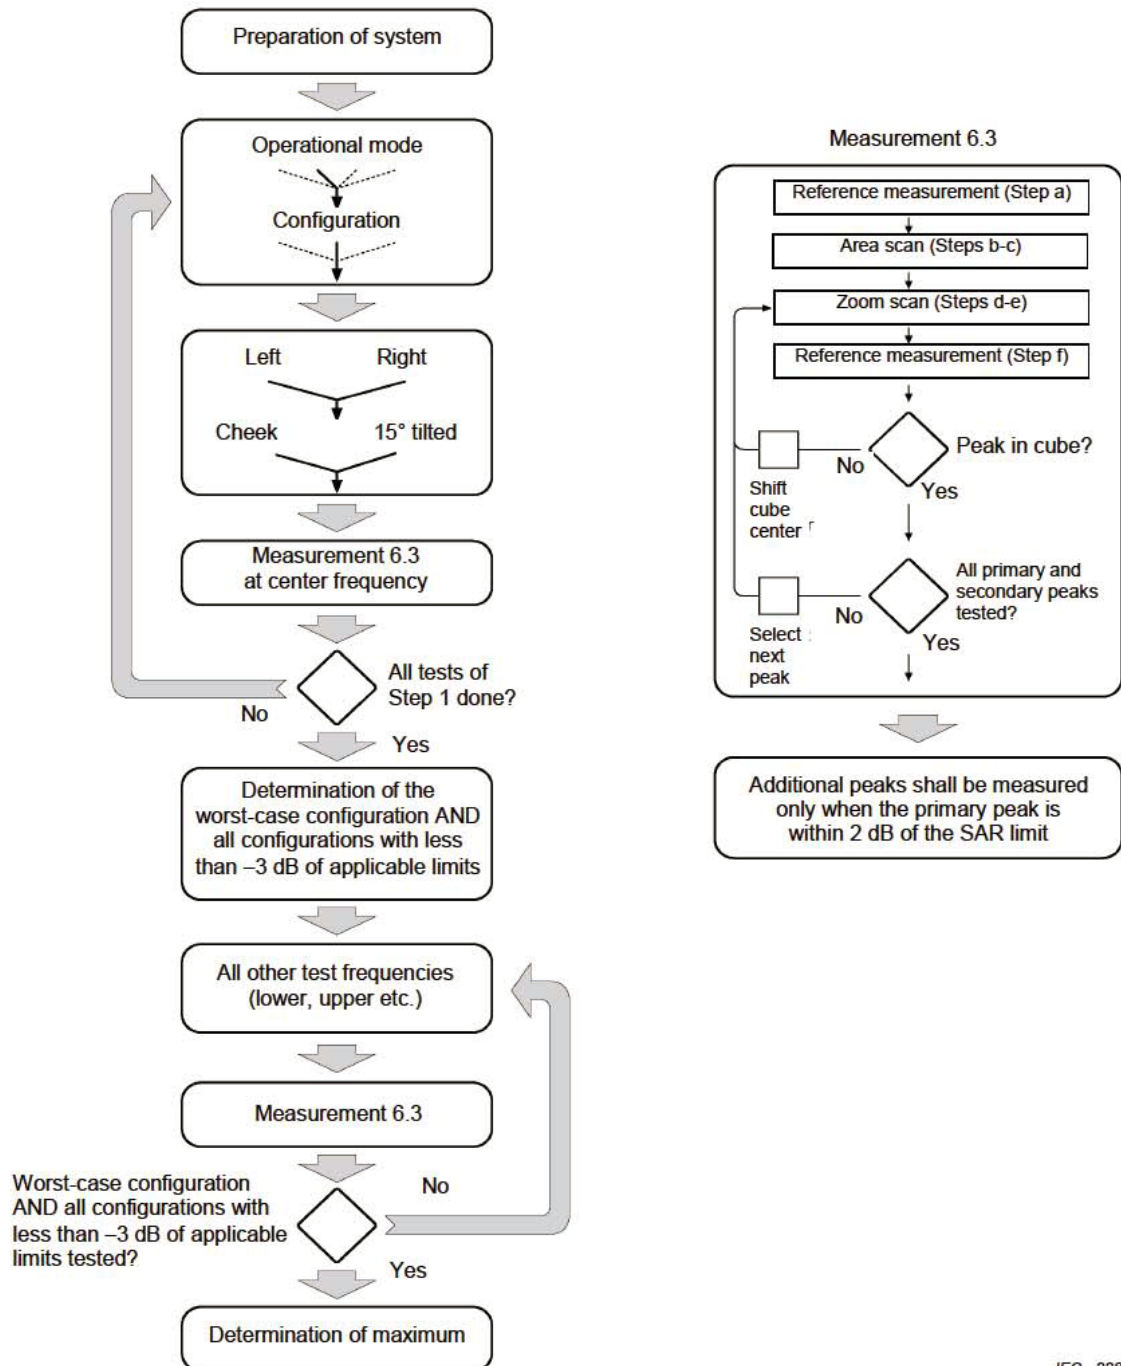 Preparation of system
Operational mode
Configuration
Left Right
Cheek 15° tilted
Measurement 6.3
at center frequency
All tests of
Step 1 done?
No
Yes
Determination of the
worst-case configuration AND
all configurations with less
than –3 dB of applicable limits
All other test frequencies
(lower, upper etc.)
Measurement 6.3
Worst-case configuration
AND all configurations with
less than –3 dB of applicable
limits tested?
No
Yes
Determination of maximum
Measurement 6.3
Reference measurement (Step a)
Area scan (Steps b-c)
Zoom scan (Steps d-e)
Reference measurement (Step f)
Peak in cube?
No
Yes
Shift
cube
center
All primary and
secondary peaks
tested?
No
Yes
Select
next
peak
Additional peaks shall be measured
only when the primary peak is
within 2 dB of the SAR limit